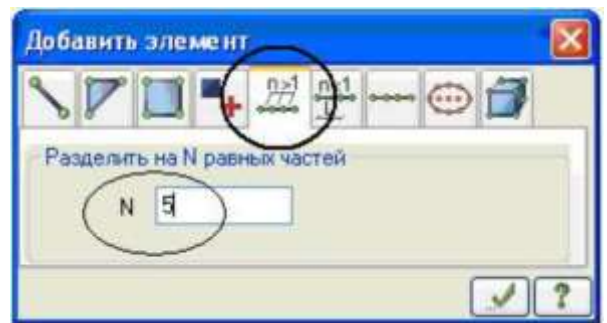 Добавить элемент
n>1 n>1
Разделить на N равных частей
N 5
?